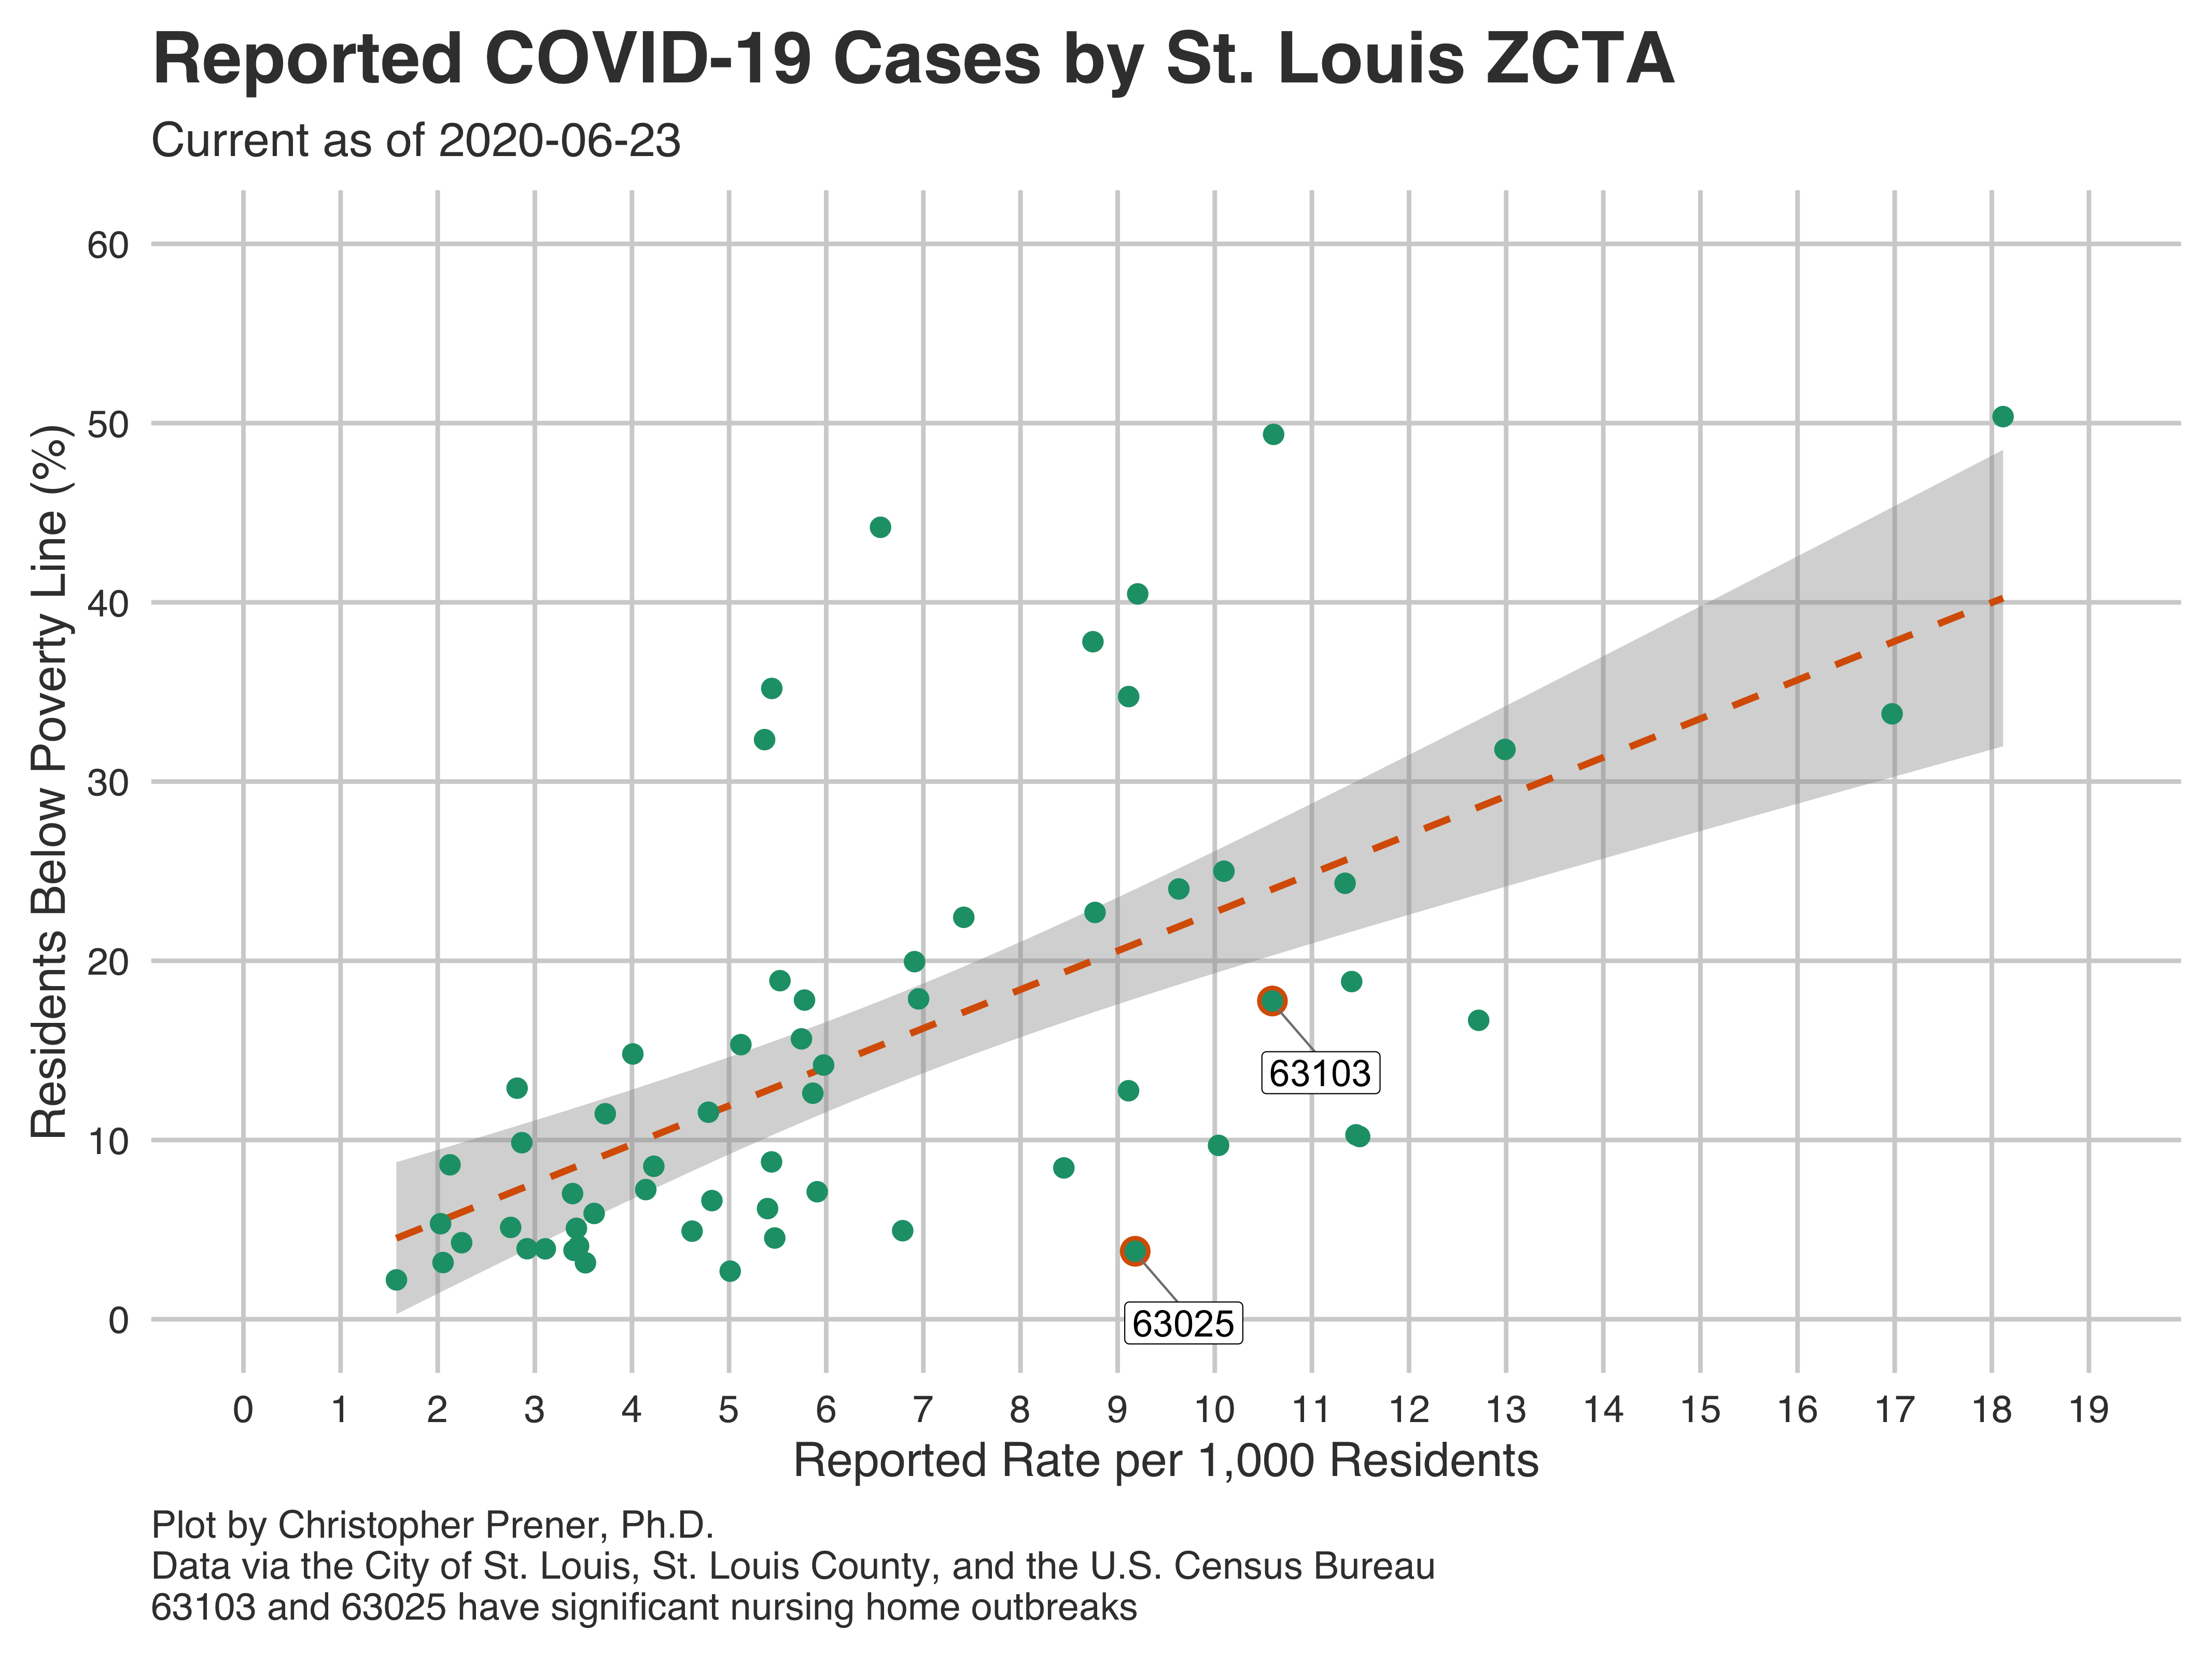 Reported COVID-19 Cases by St. Louis ZCTA
Current as of 2020-06-23
Residents Below Poverty Line (%)
60
50
40
30
20
10
0
63103
63025
0 1 2 3 4 5 6 7 8 9 10 11 12 13 14 15 16 17 18 19
Reported Rate per 1,000 Residents
Plot by Christopher Prener, Ph.D.
Data via the City of St. Louis, St. Louis County, and the U.S. Census Bureau
63103 and 63025 have significant nursing home outbreaks